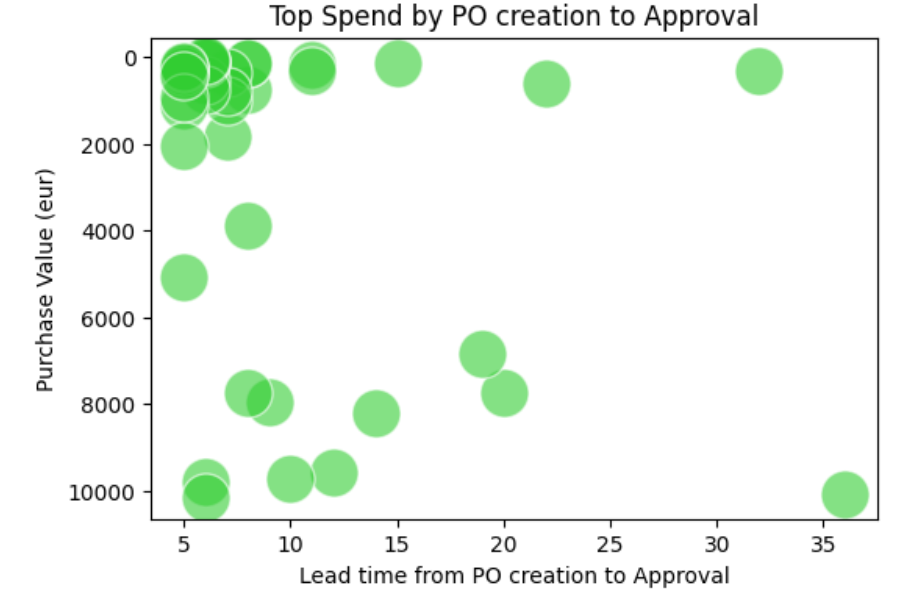 Top Spend by PO creation to Approval
Purchase Value (eur)
0
2000
4000
6000
8000
10000
5 10 15 20 25 30 35
Lead time from PO creation to Approval